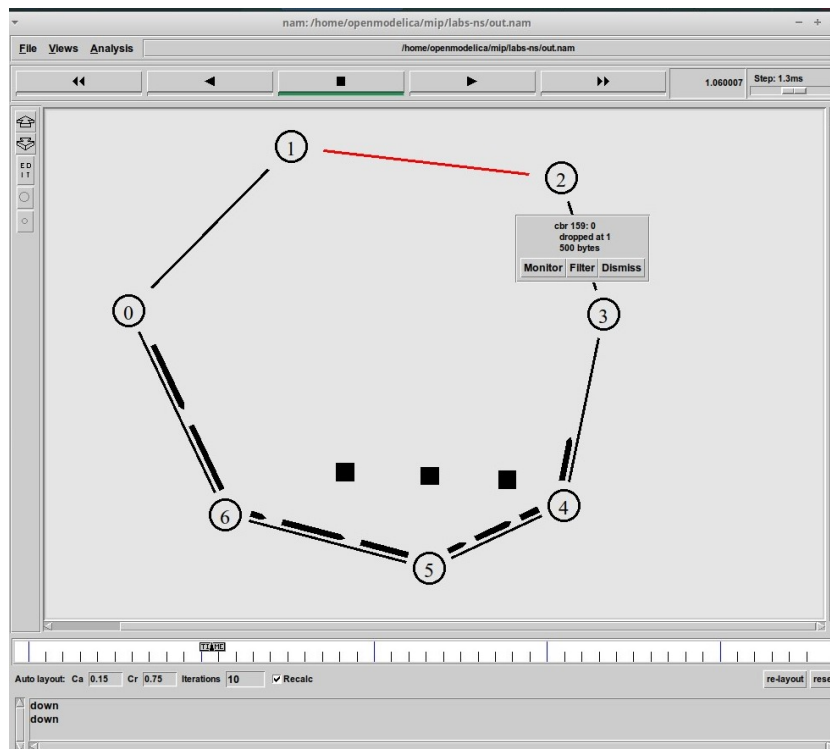 nam: /home/openmodelica/mip/labs-ns/out.nam
File Views Analysis /home/openmodelica/mip/labs-ns/out.nam
1.060007 Step: 1.3ms
ED
IT
1
2
cbr 159: 0
dropped at 1
500 bytes
Monitor Filter Dismiss
0
3
6
4
5
TIME
Auto layout: Ca 0.15 Cr 0.75 Iterations 10 Recalc re-layout rese
down
down